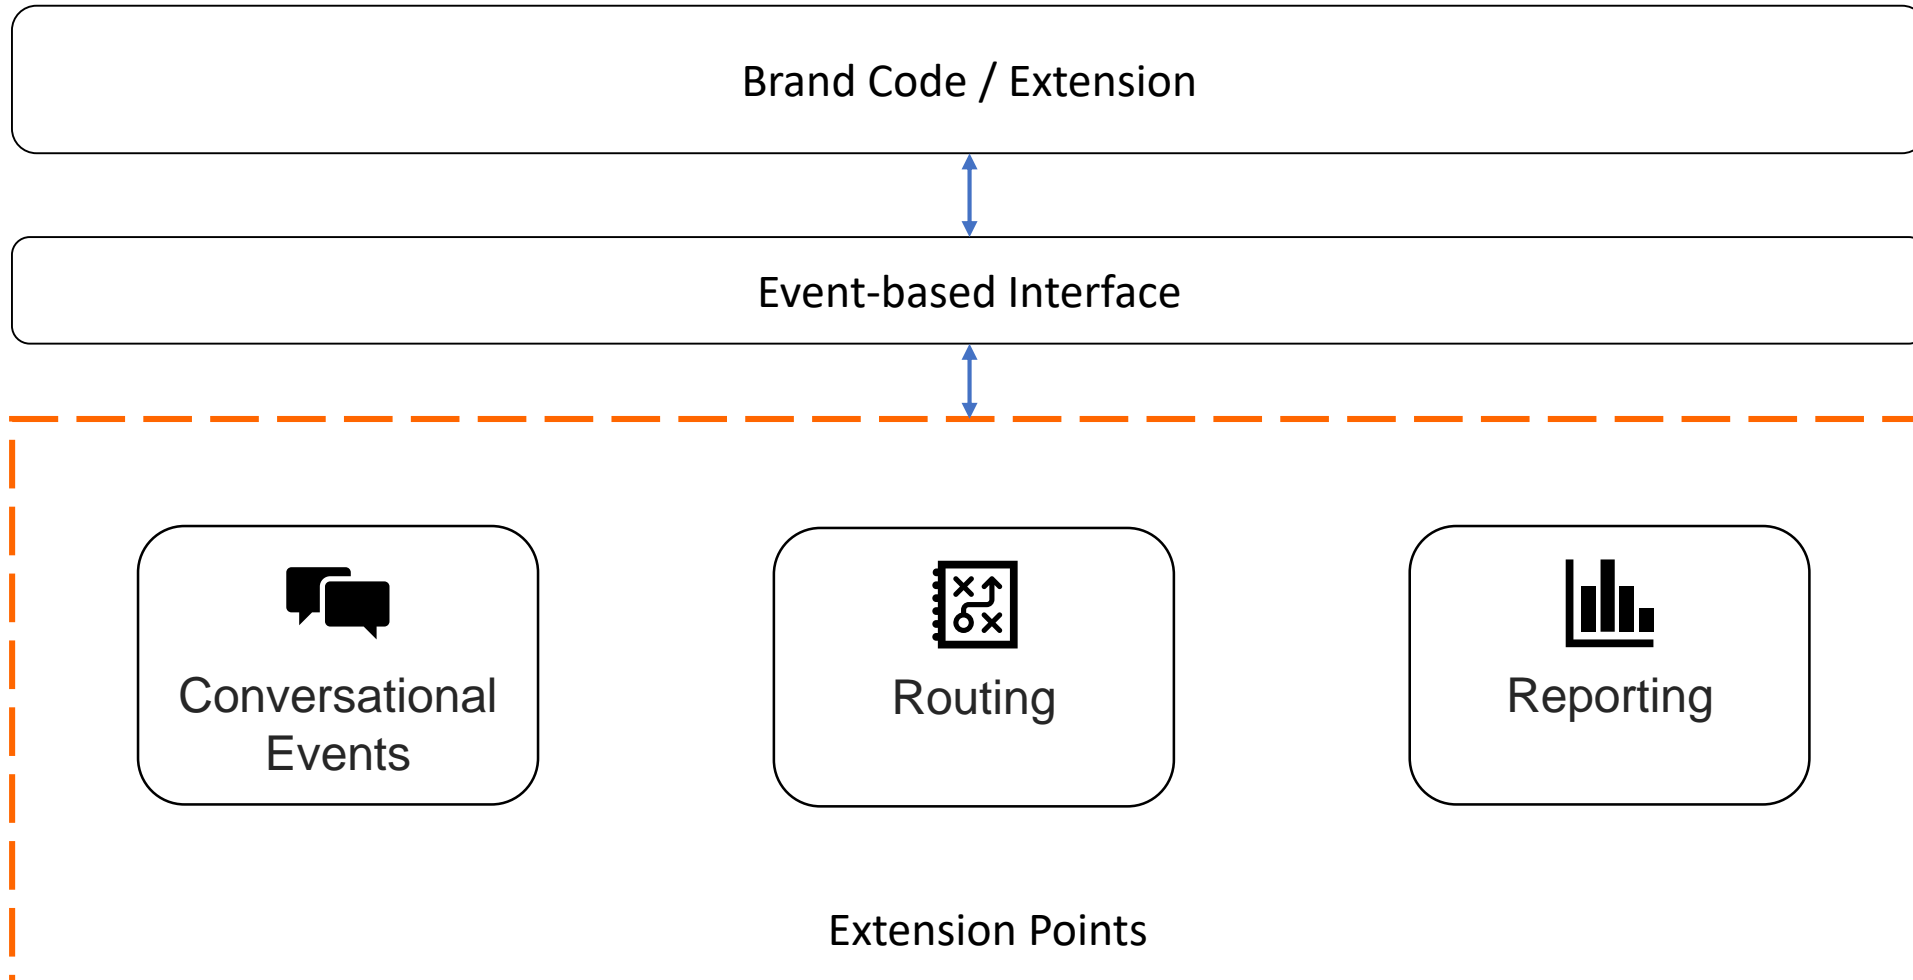 Brand Code / Extension
Event-based Interface
Conversational
Events
Routing
Reporting
Extension Points